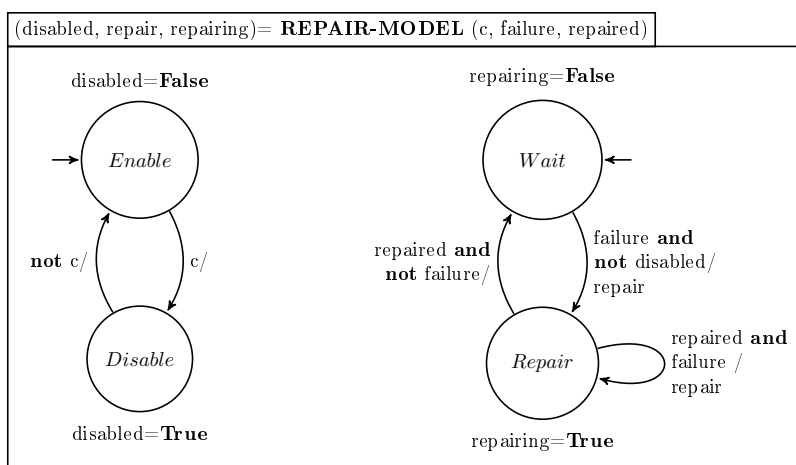 (disabled, repair, repairing)= REPAIR-MODEL (c, failure, repaired)
disabled=False
Enable
not c/
c/
Disable
disabled=True
repairing=False
Wait
repaired and
not failure/
failure and
not disabled/
repair
Repair
repaired and
failure /
repair
repairing=True